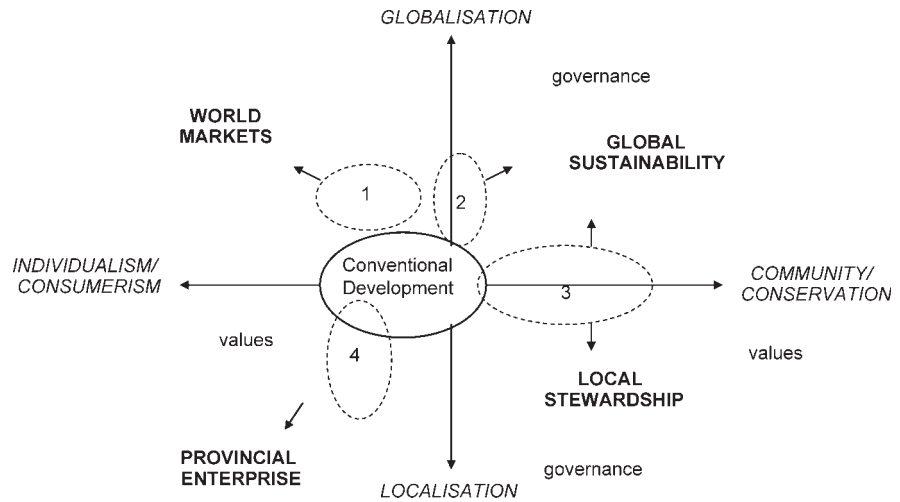 GLOBALISATION
governance
WORLD
MARKETS
GLOBAL
SUSTAINABILITY
1
2
INDIVIDUALISM/
CONSUMERISM
Conventional
Development
3
COMMUNITY/
CONSERVATION
values
4
values
LOCAL
STEWARDSHIP
PROVINCIAL
ENTERPRISE
governance
LOCALISATION